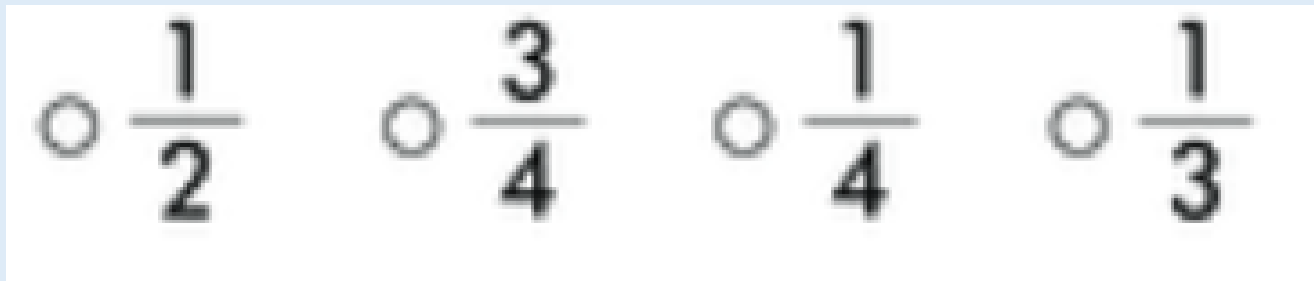 ○ 1/2 ○ 3/4 ○ 1/4 ○ 1/3